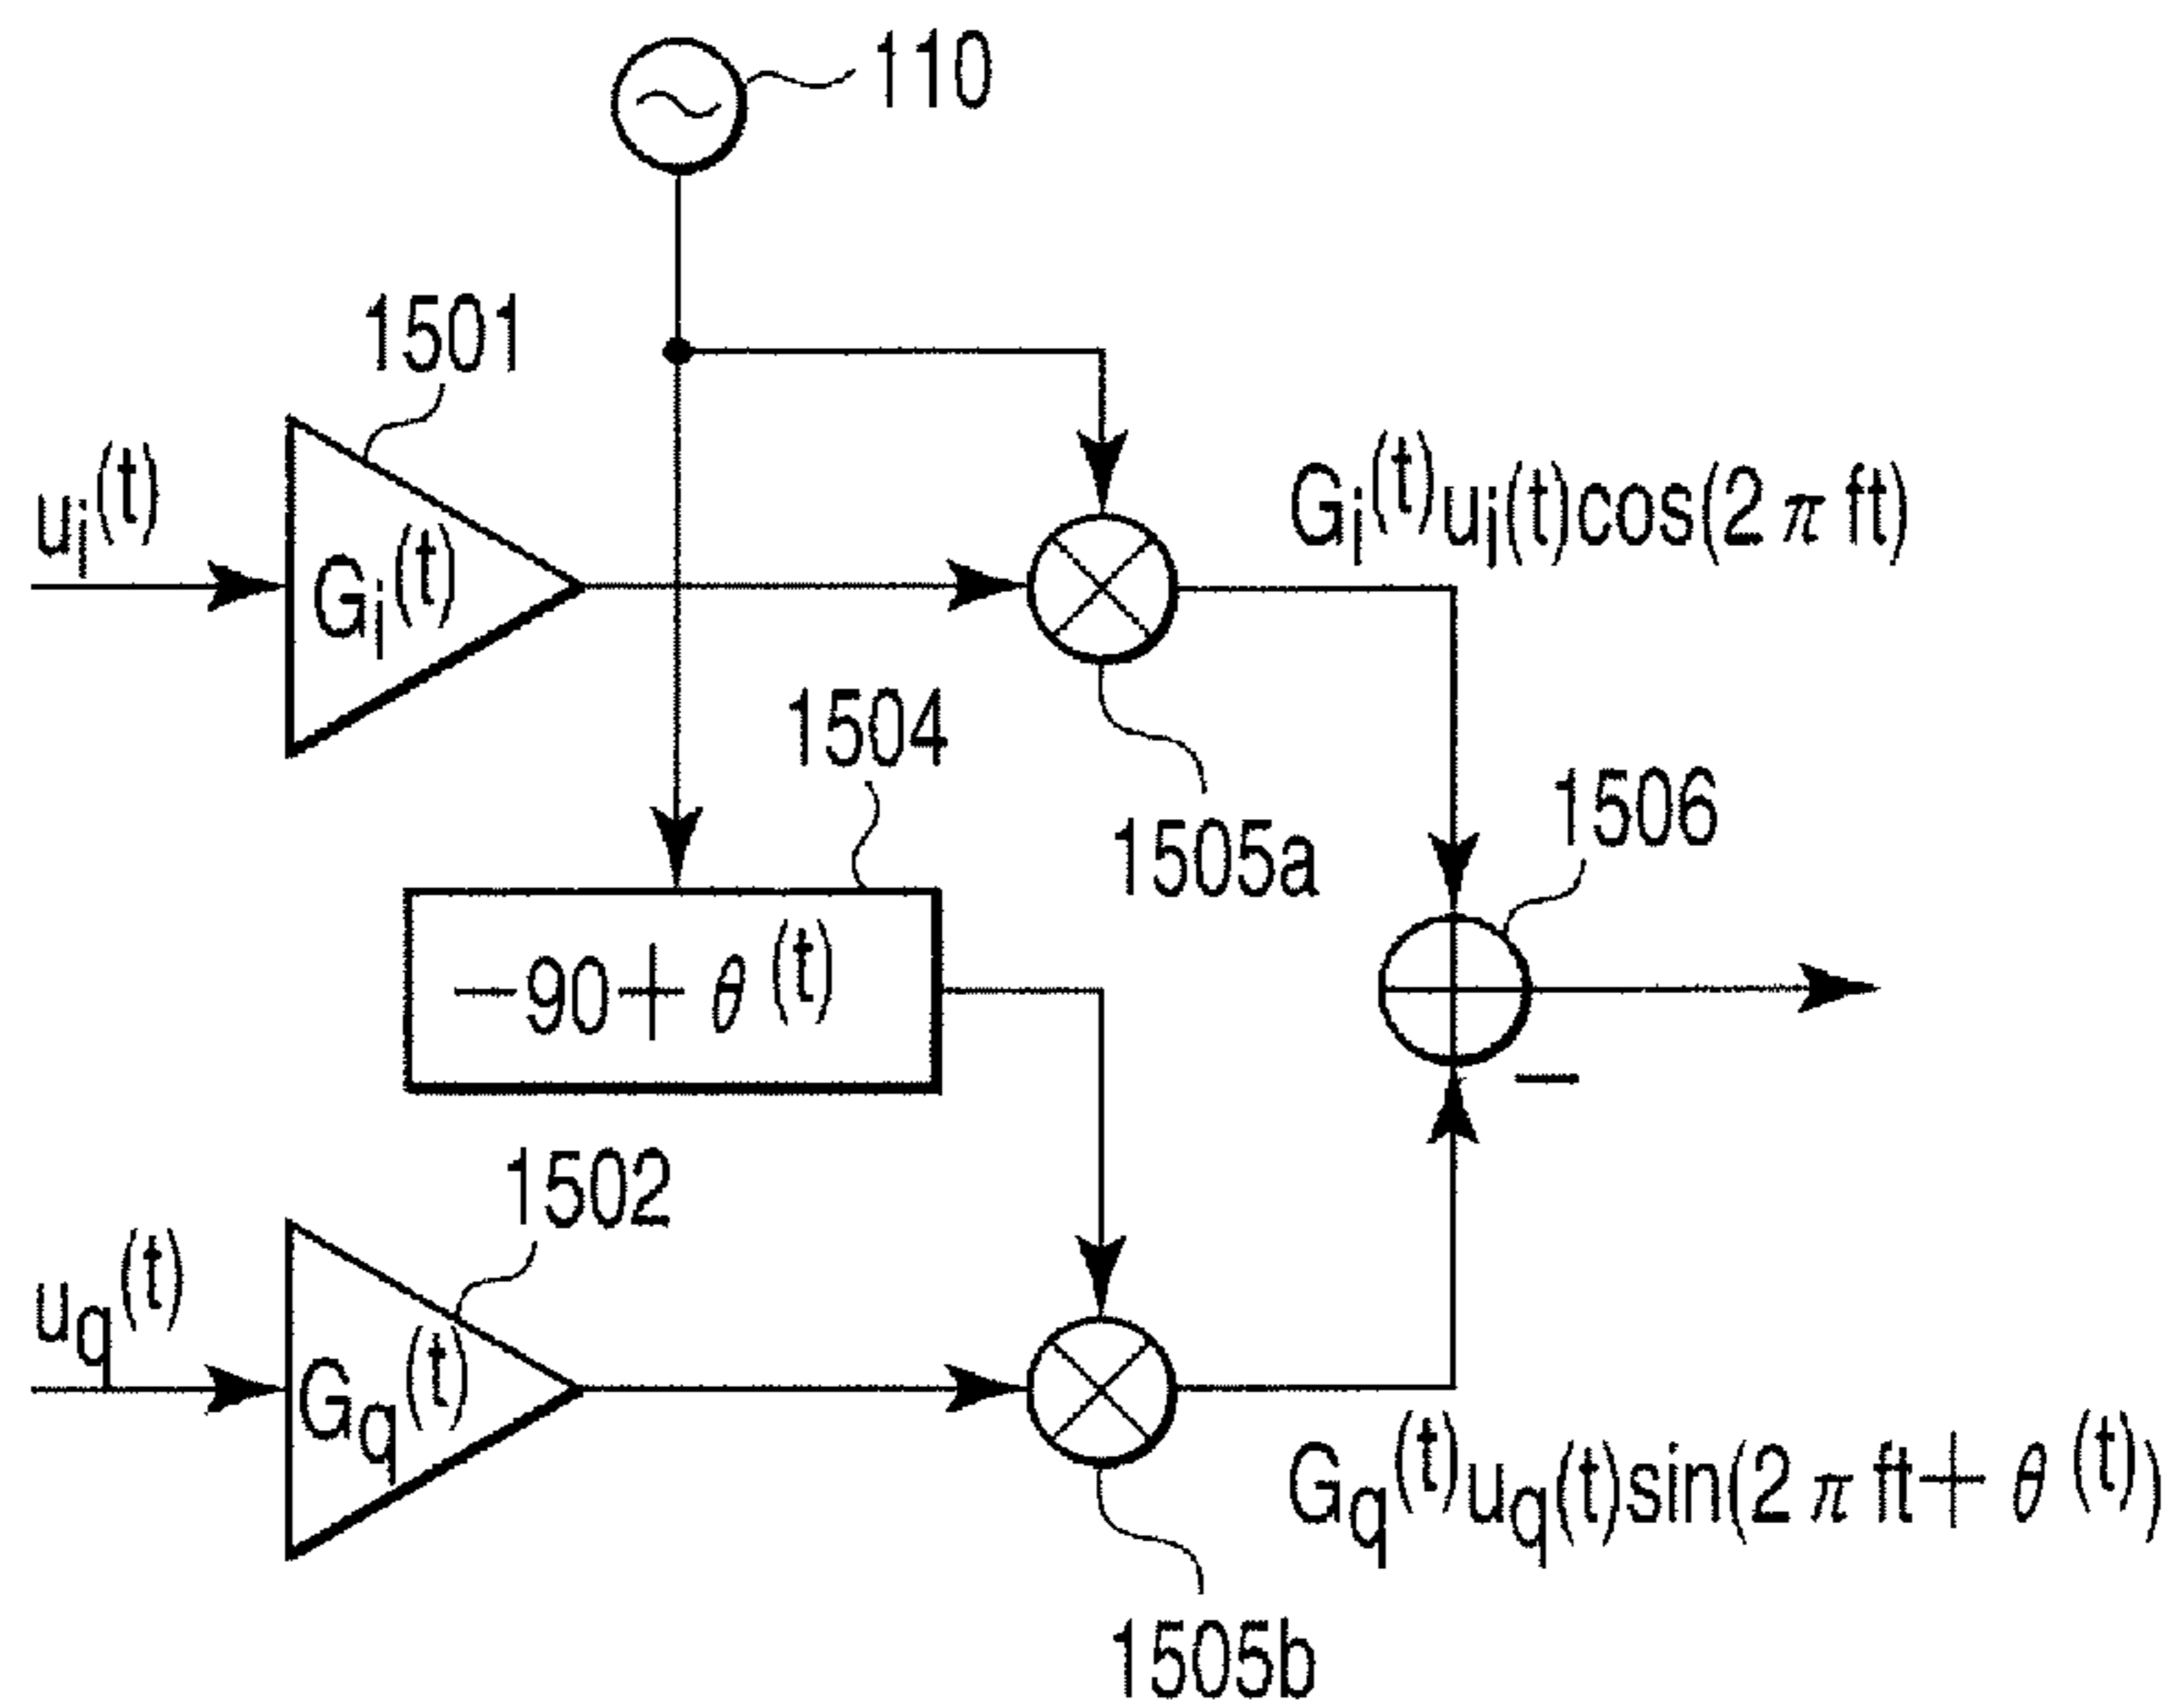 110
1501
u_i^(t)
G_i^(t)
G_i^(t)u_i(t)cos(2πft)
1504
1505a
1506
−90+θ^(t)
−
1502
u_q^(t)
G_q^(t)
G_q^(t)u_q(t)sin(2πft+θ^(t))
1505b